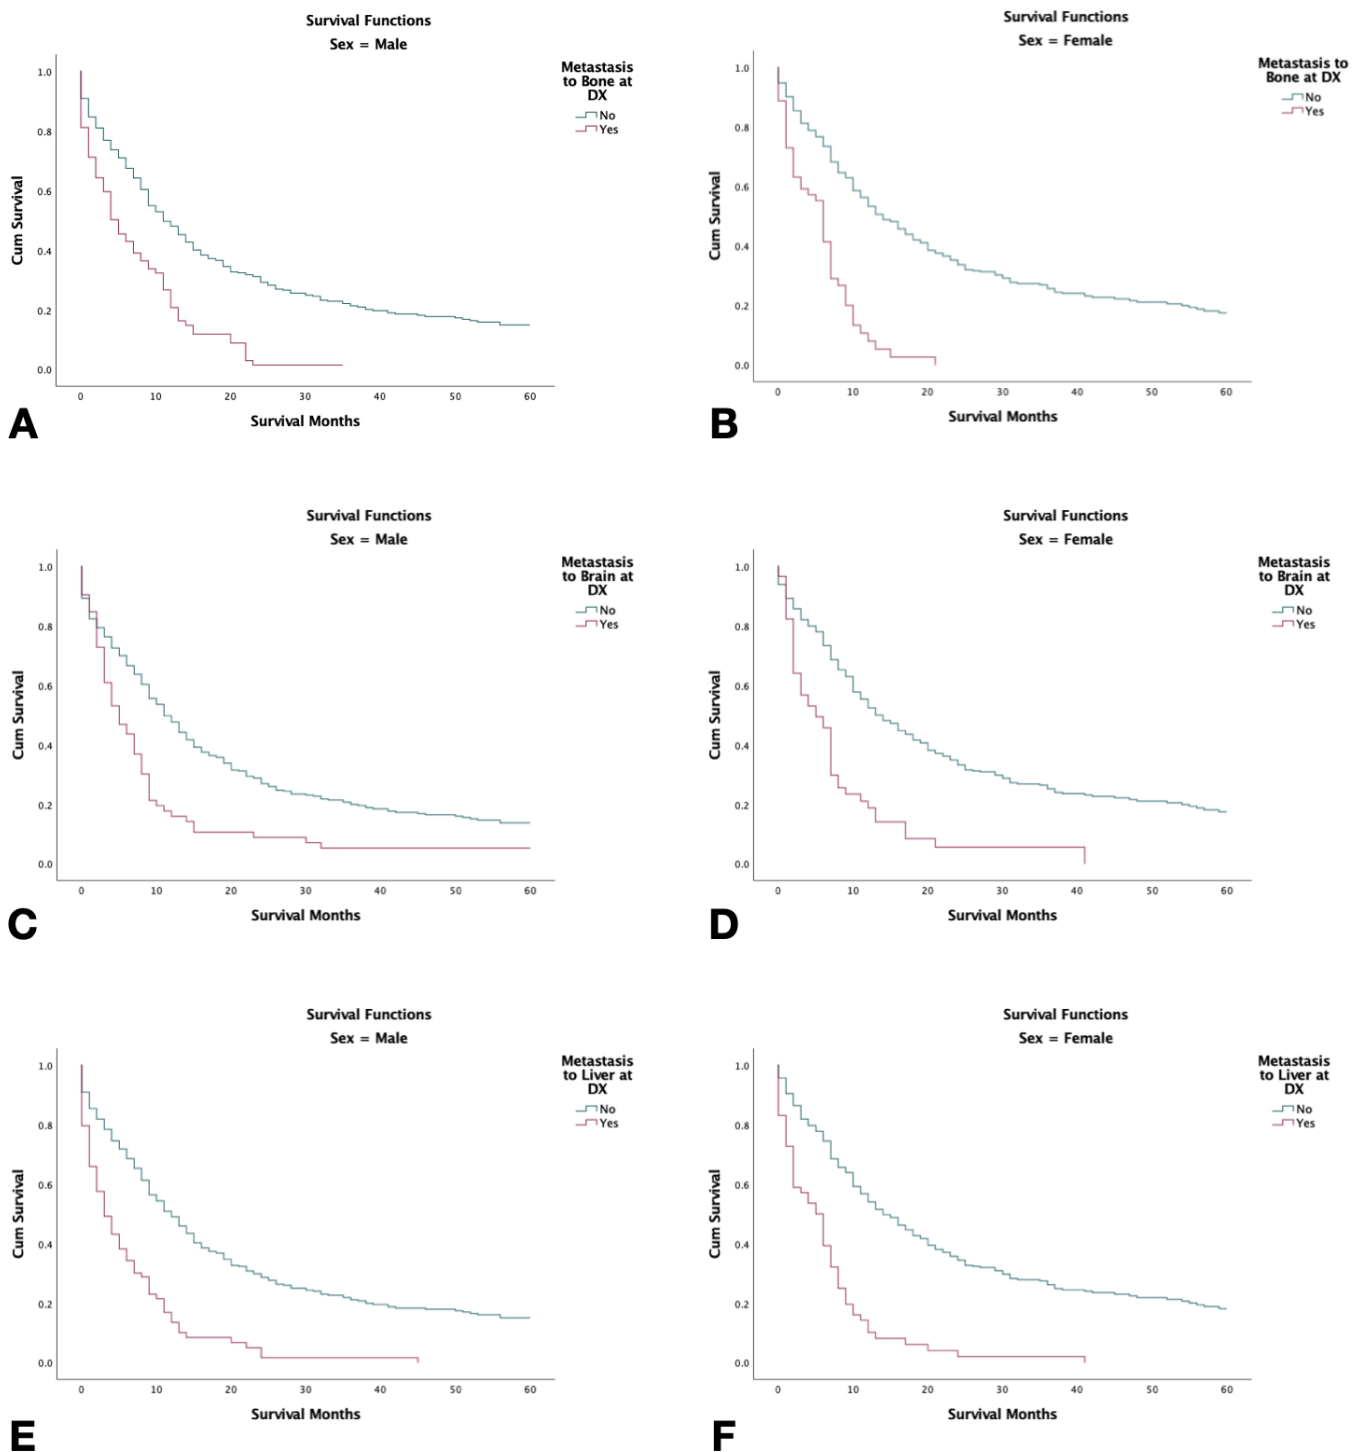 Survival Functions
Sex = Male
Metastasis
to Bone at
DX
No
Yes
Cum Survival
1.0
0.8
0.6
0.4
0.2
0.0
0 10 20 30 40 50 60
Survival Months
A
Survival Functions
Sex = Female
Metastasis to
Bone at DX
No
Yes
Cum Survival
1.0
0.8
0.6
0.4
0.2
0.0
0 10 20 30 40 50 60
Survival Months
B
Survival Functions
Sex = Male
Metastasis
to Brain at
DX
No
Yes
Cum Survival
1.0
0.8
0.6
0.4
0.2
0.0
0 10 20 30 40 50 60
Survival Months
C
Survival Functions
Sex = Female
Metastasis
to Brain at
DX
No
Yes
Cum Survival
1.0
0.8
0.6
0.4
0.2
0.0
0 10 20 30 40 50 60
Survival Months
D
Survival Functions
Sex = Male
Metastasis
to Liver at
DX
No
Yes
Cum Survival
1.0
0.8
0.6
0.4
0.2
0.0
0 10 20 30 40 50 60
Survival Months
E
Survival Functions
Sex = Female
Metastasis
to Liver at
DX
No
Yes
Cum Survival
1.0
0.8
0.6
0.4
0.2
0.0
0 10 20 30 40 50 60
Survival Months
F